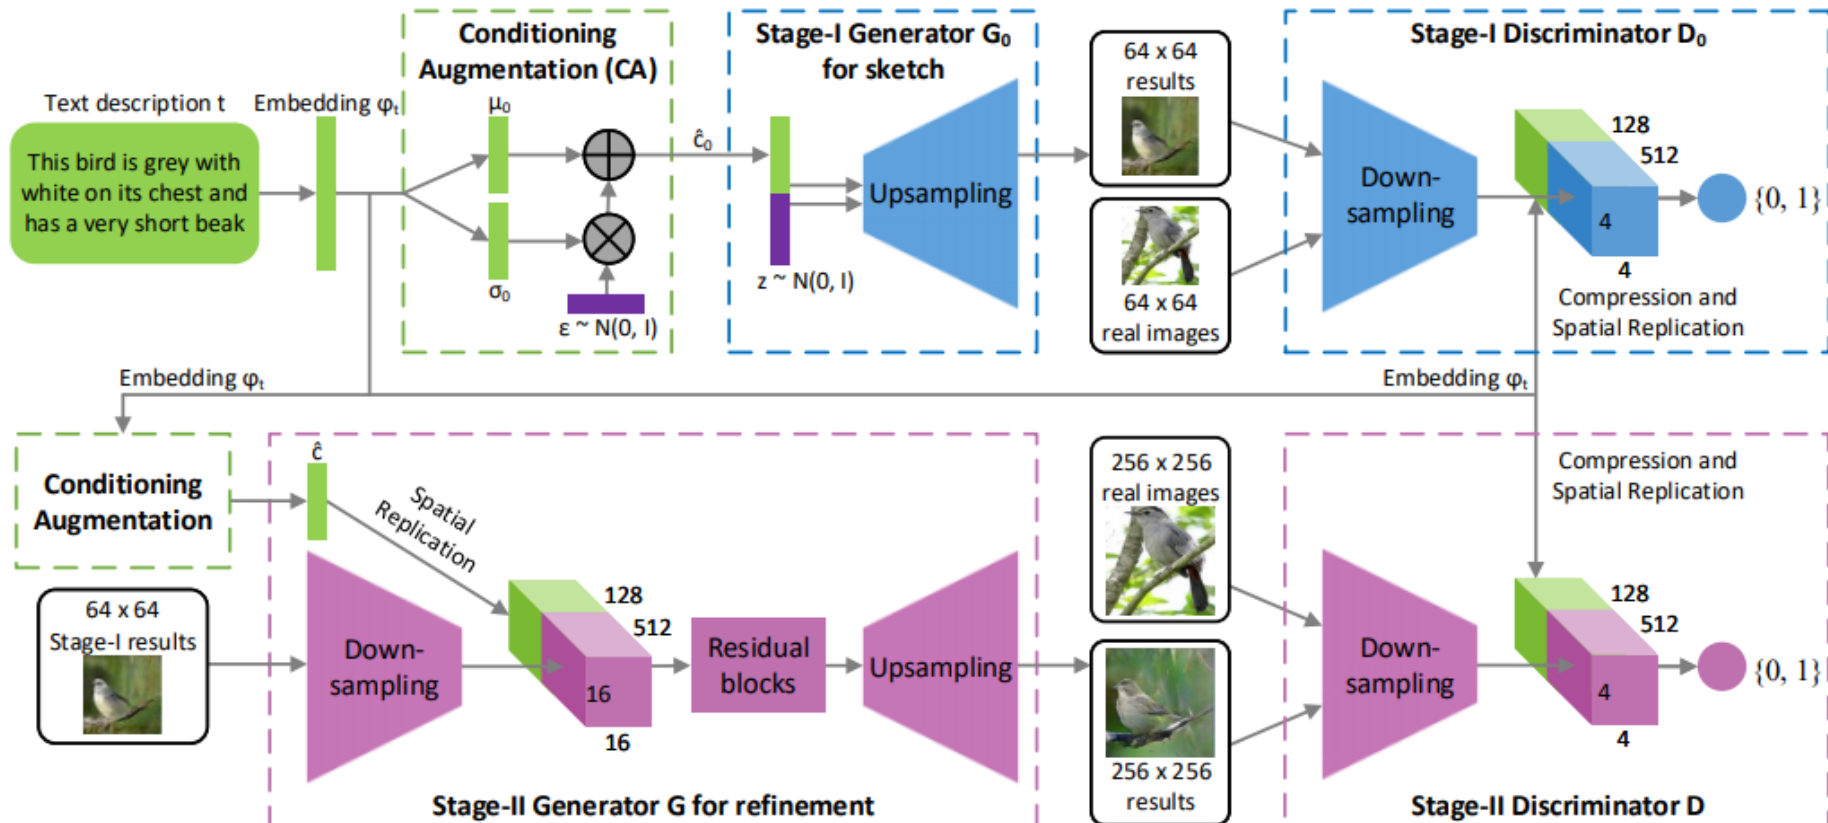 Text description t
This bird is grey with
white on its chest and
has a very short beak
Embedding φt
Conditioning
Augmentation (CA)
μ0
σ0
ε ~ N(0, I)
ĉ0
Stage-I Generator G0
for sketch
Upsampling
z ~ N(0, I)
64 x 64
results
64 x 64
real images
Stage-I Discriminator D0
Down-
sampling
128
512
4
4
{0, 1}
Compression and
Spatial Replication
Embedding φt
Embedding φt
Conditioning
Augmentation
64 x 64
Stage-I results
ĉ
Spatial
Replication
Down-
sampling
128
512
16
16
Residual
blocks
Upsampling
Stage-II Generator G for refinement
256 x 256
real images
256 x 256
results
Compression and
Spatial Replication
Down-
sampling
128
512
4
4
{0, 1}
Stage-II Discriminator D